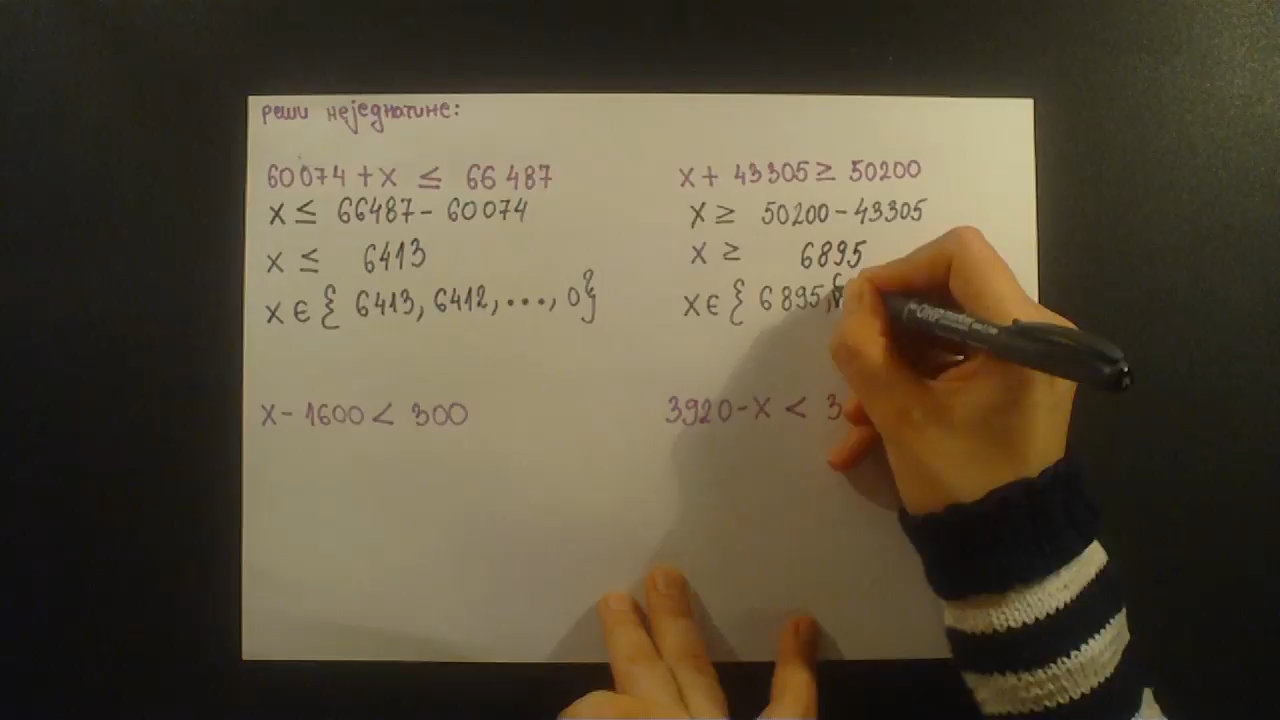 реши неједначине:
60074 + x ≤ 66487
x ≤ 66487 - 60074
x ≤ 6413
x ∈ { 6413, 6412, ..., 0}
x + 43305 ≥ 50200
x ≥ 50200 - 43305
x ≥ 6895
x ∈ { 6895,
x - 1600 < 300
3920 - x < 3